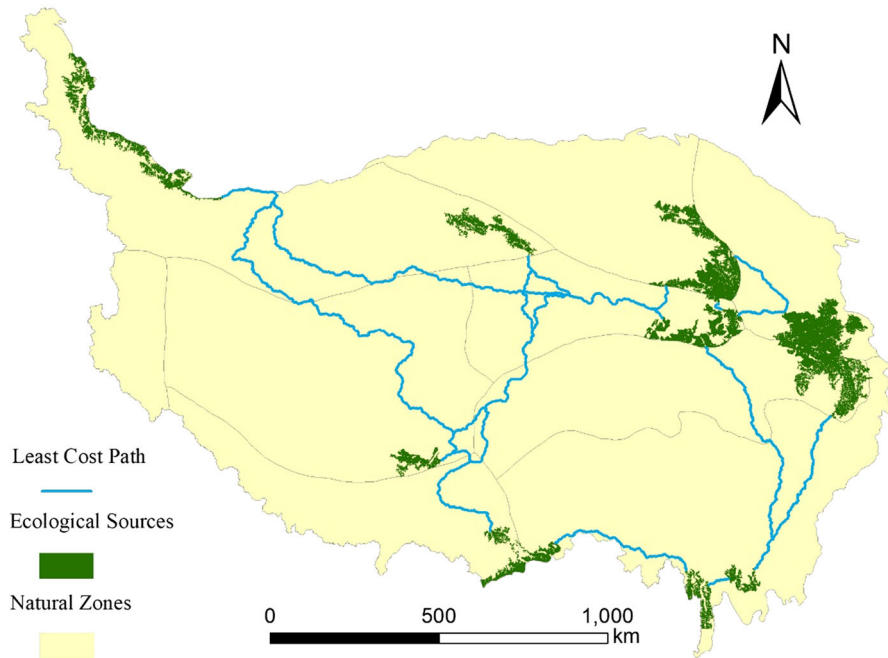 N
Least Cost Path
Ecological Sources
Natural Zones
0 500 1,000
km